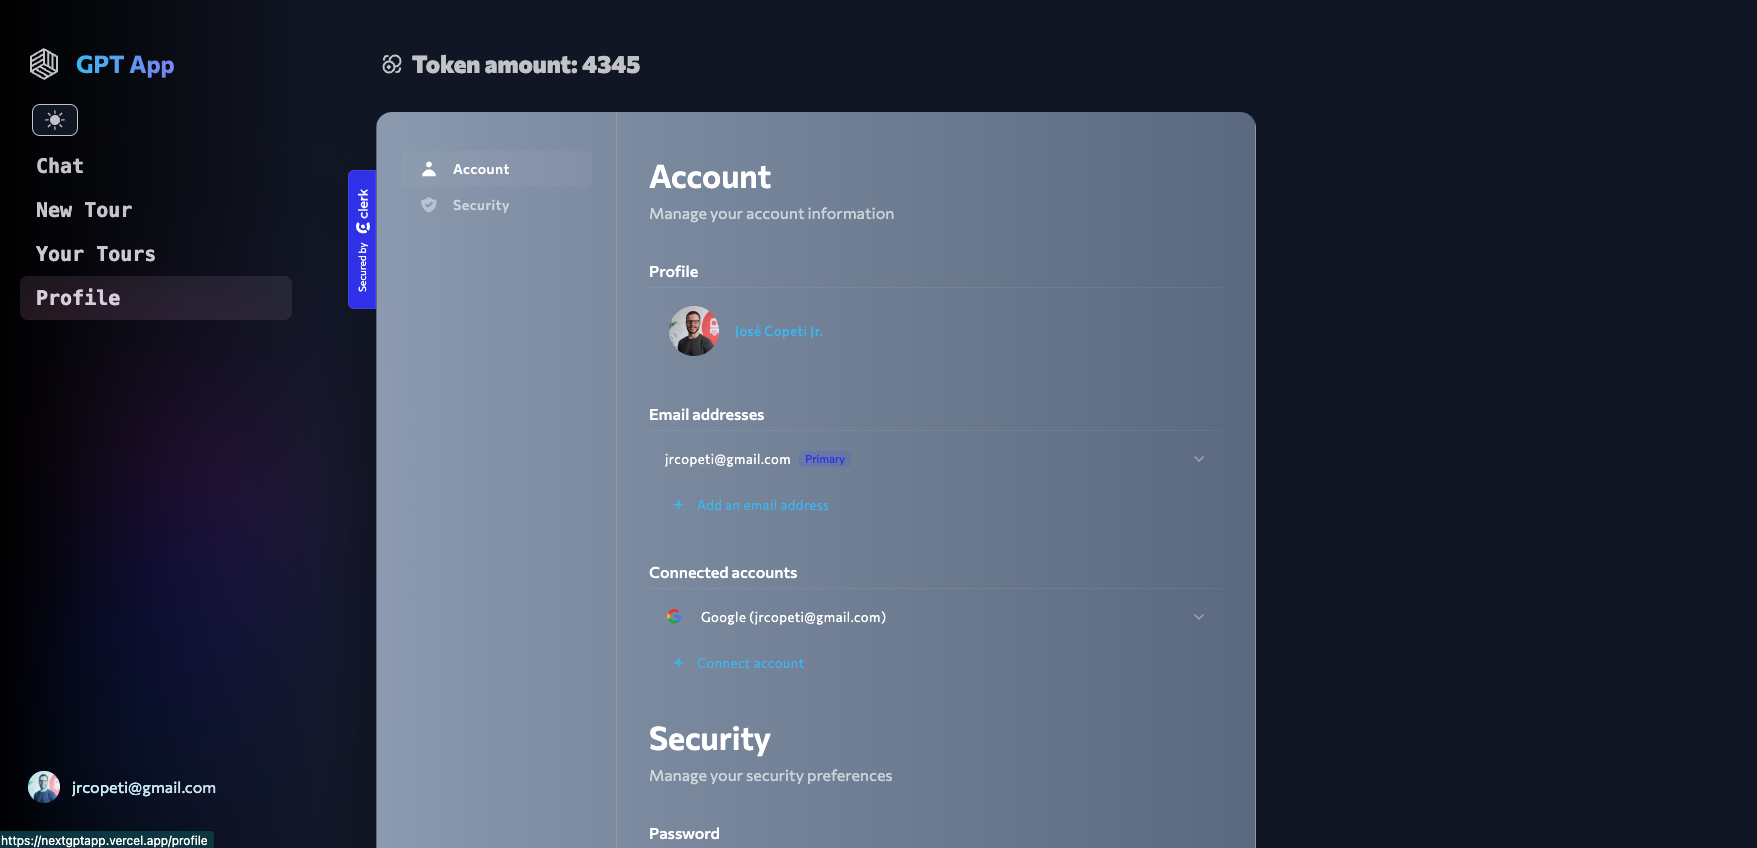 GPT App
Chat
New Tour
Your Tours
Profile
jrcopeti@gmail.com
https://nextgptapp.vercel.app/profile
Token amount: 4345
Secured by clerk
Account
Security
Account
Manage your account information
Profile
José Copeti Jr.
Email addresses
jrcopeti@gmail.com Primary
+ Add an email address
Connected accounts
Google (jrcopeti@gmail.com)
+ Connect account
Security
Manage your security preferences
Password